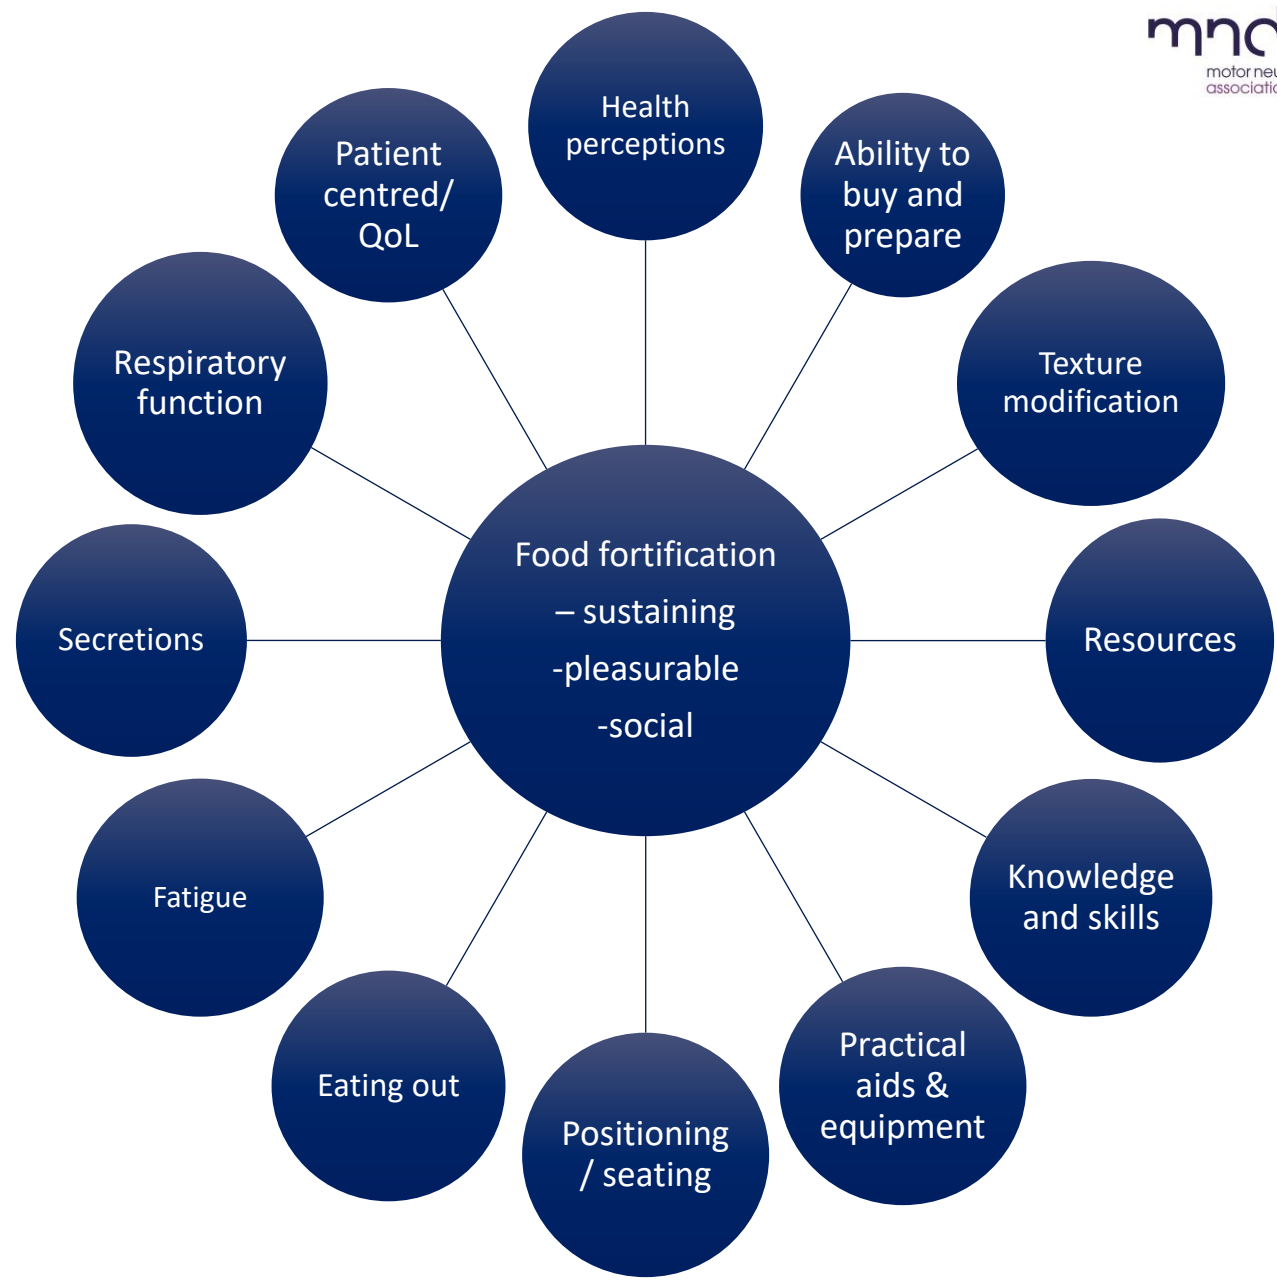 mnd
motor neu
associatio
Health
perceptions
Ability to
buy and
prepare
Texture
modification
Resources
Knowledge
and skills
Practical
aids &
equipment
Positioning
/ seating
Eating out
Fatigue
Secretions
Respiratory
function
Patient
centred/
QoL
Food fortification
– sustaining
-pleasurable
-social